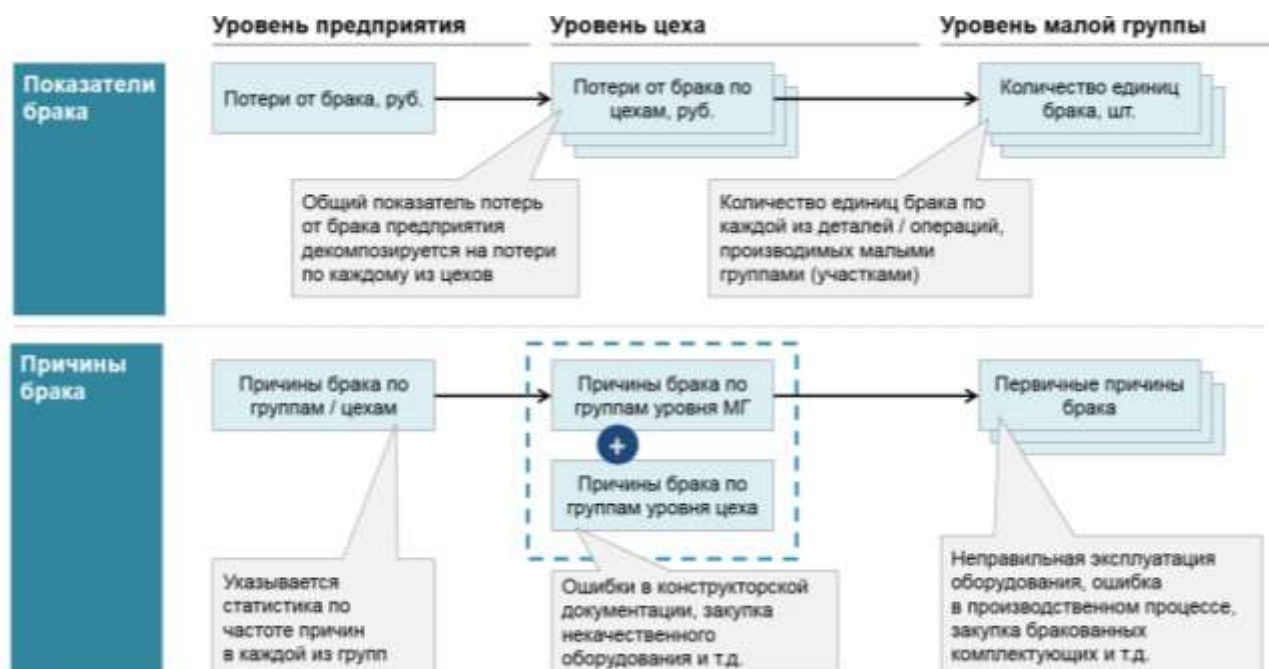 Уровень предприятия
Уровень цеха
Уровень малой группы
Показатели
брака
Потери от брака, руб.
Потери от брака по
цехам, руб.
Количество единиц
брака, шт.
Общий показатель потерь
от брака предприятия
декомпозируется на потери
по каждому из цехов
Количество единиц брака по
каждой из деталей / операций,
производимых малыми
группами (участками)
Причины
брака
Причины брака по
группам / цехам
Причины брака по
группам уровня МГ
+
Причины брака по
группам уровня цеха
Первичные причины
брака
Указывается
статистика по
частоте причин
в каждой из групп
Ошибки в конструкторской
документации, закупка
некачественного
оборудования и т.д.
Неправильная эксплуатация
оборудования, ошибка
в производственном процессе,
закупка бракованных
комплектующих и т.д.